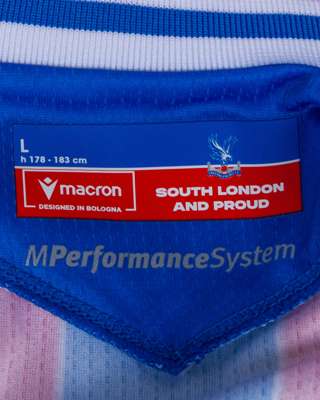 L
h 178 - 183 cm
macron
DESIGNED IN BOLOGNA
SOUTH LONDON
AND PROUD
MPerformanceSystem